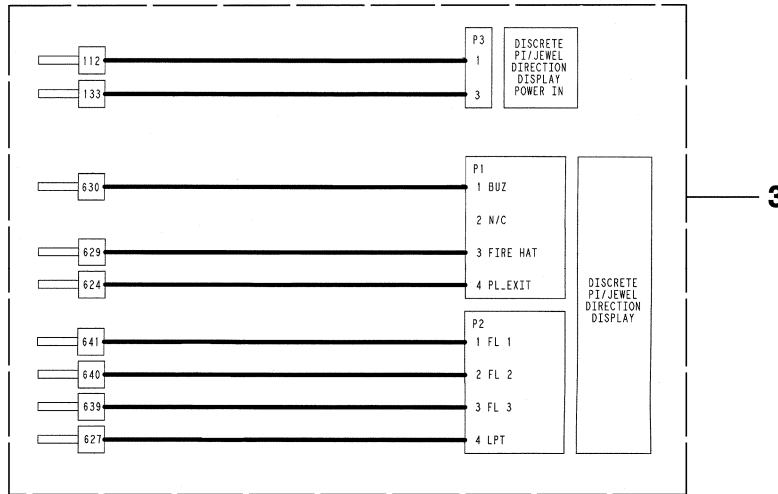 P3
DISCRETE
PI/JEWEL
DIRECTION
DISPLAY
POWER IN
112
1
133
3
P1
630
1 BUZ
2 N/C
629
3 FIRE HAT
624
4 PL_EXIT
DISCRETE
PI/JEWEL
DIRECTION
DISPLAY
P2
641
1 FL 1
640
2 FL 2
639
3 FL 3
627
4 LPT